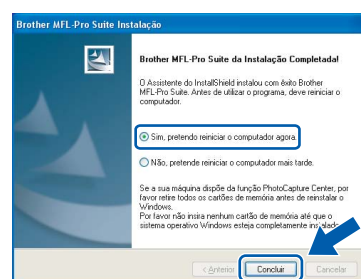 Brother MFL-Pro Suite Instalação
Brother MFL-Pro Suite da Instalação Completada!
O Assistente do InstallShield instalou com êxito Brother
MFL-Pro Suite. Antes de utilizar o programa, deve reiniciar o
computador.
Sim, pretendo reiniciar o computador agora.
Não, pretende reiniciar o computador mais tarde.
Se a sua máquina dispõe da função PhotoCapture Center, por
favor retire todos os cartões de memória antes de reinstalar o
Windows.
Por favor não insira nenhum cartão de memória até que o
sistema operativo Windows esteja completamente instalado.
< Anterior Concluir Cancelar